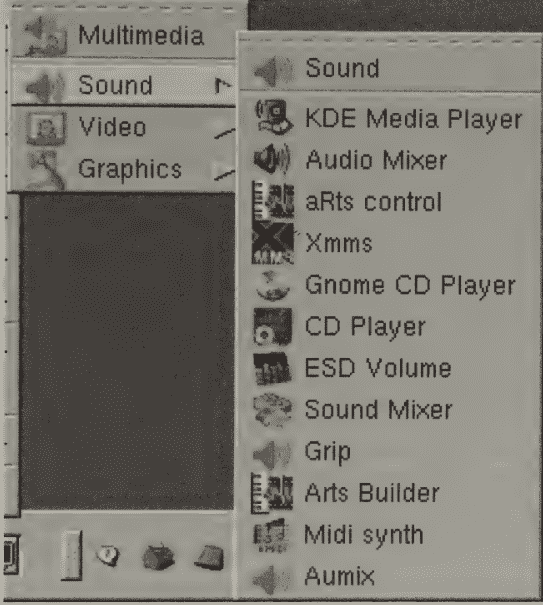 Multimedia
Sound
Video
Graphics
Sound
KDE Media Player
Audio Mixer
aRts control
Xmms
Gnome CD Player
CD Player
ESD Volume
Sound Mixer
Grip
Arts Builder
Midi synth
Aumix